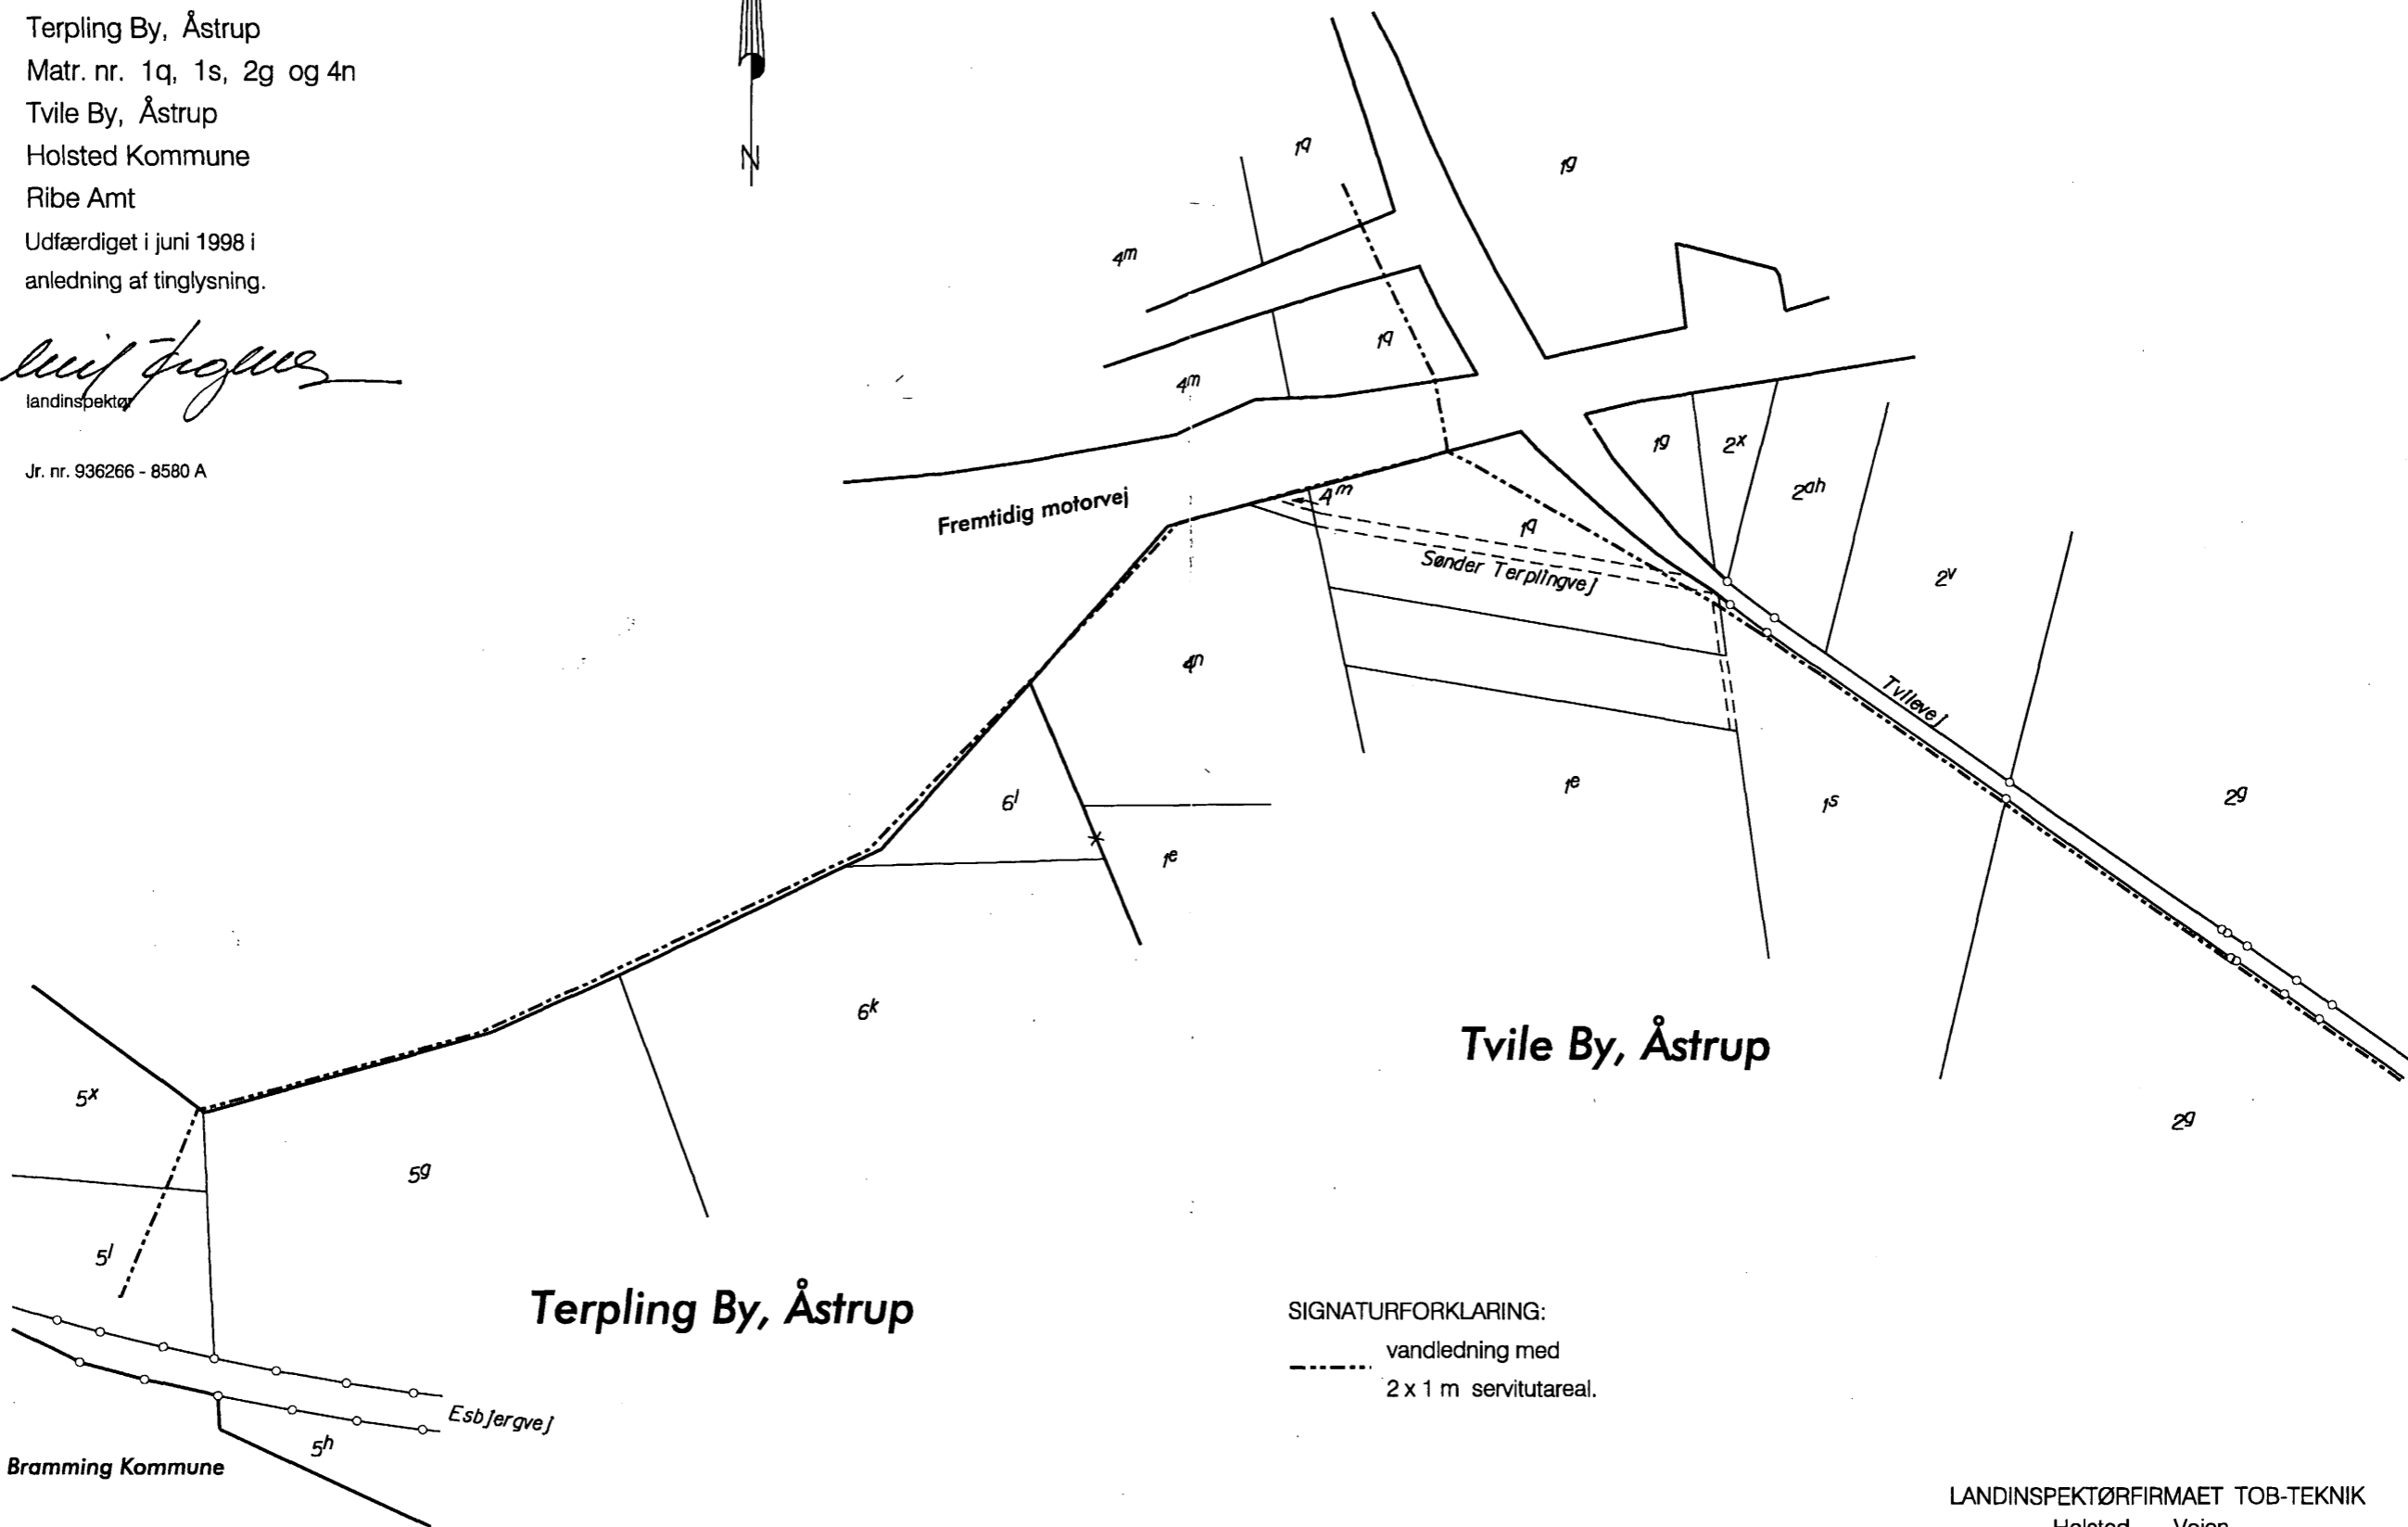 Terpling By, Åstrup
Matr. nr. 1q, 1s, 2g og 4n
Tvile By, Åstrup
Holsted Kommune
Ribe Amt
Udfærdiget i juni 1998 i
anledning af tinglysning.
landinspektør
Jr. nr. 936266 - 8580 A
N
1q
1g
4m
1q
4m
1g
2x
2ah
Fremtidig motorvej
4m
1q
Sønder Terplingvej
2v
4n
Tvilevej
6l
1e
1s
2g
1e
6k
Tvile By, Åstrup
5x
2g
5g
5l
Terpling By, Åstrup
SIGNATURFORKLARING:
vandledning med
2 x 1 m servitutareal.
Esbjergvej
5h
Bramming Kommune
LANDINSPEKTØRFIRMAET TOB-TEKNIK
Holsted Vejen